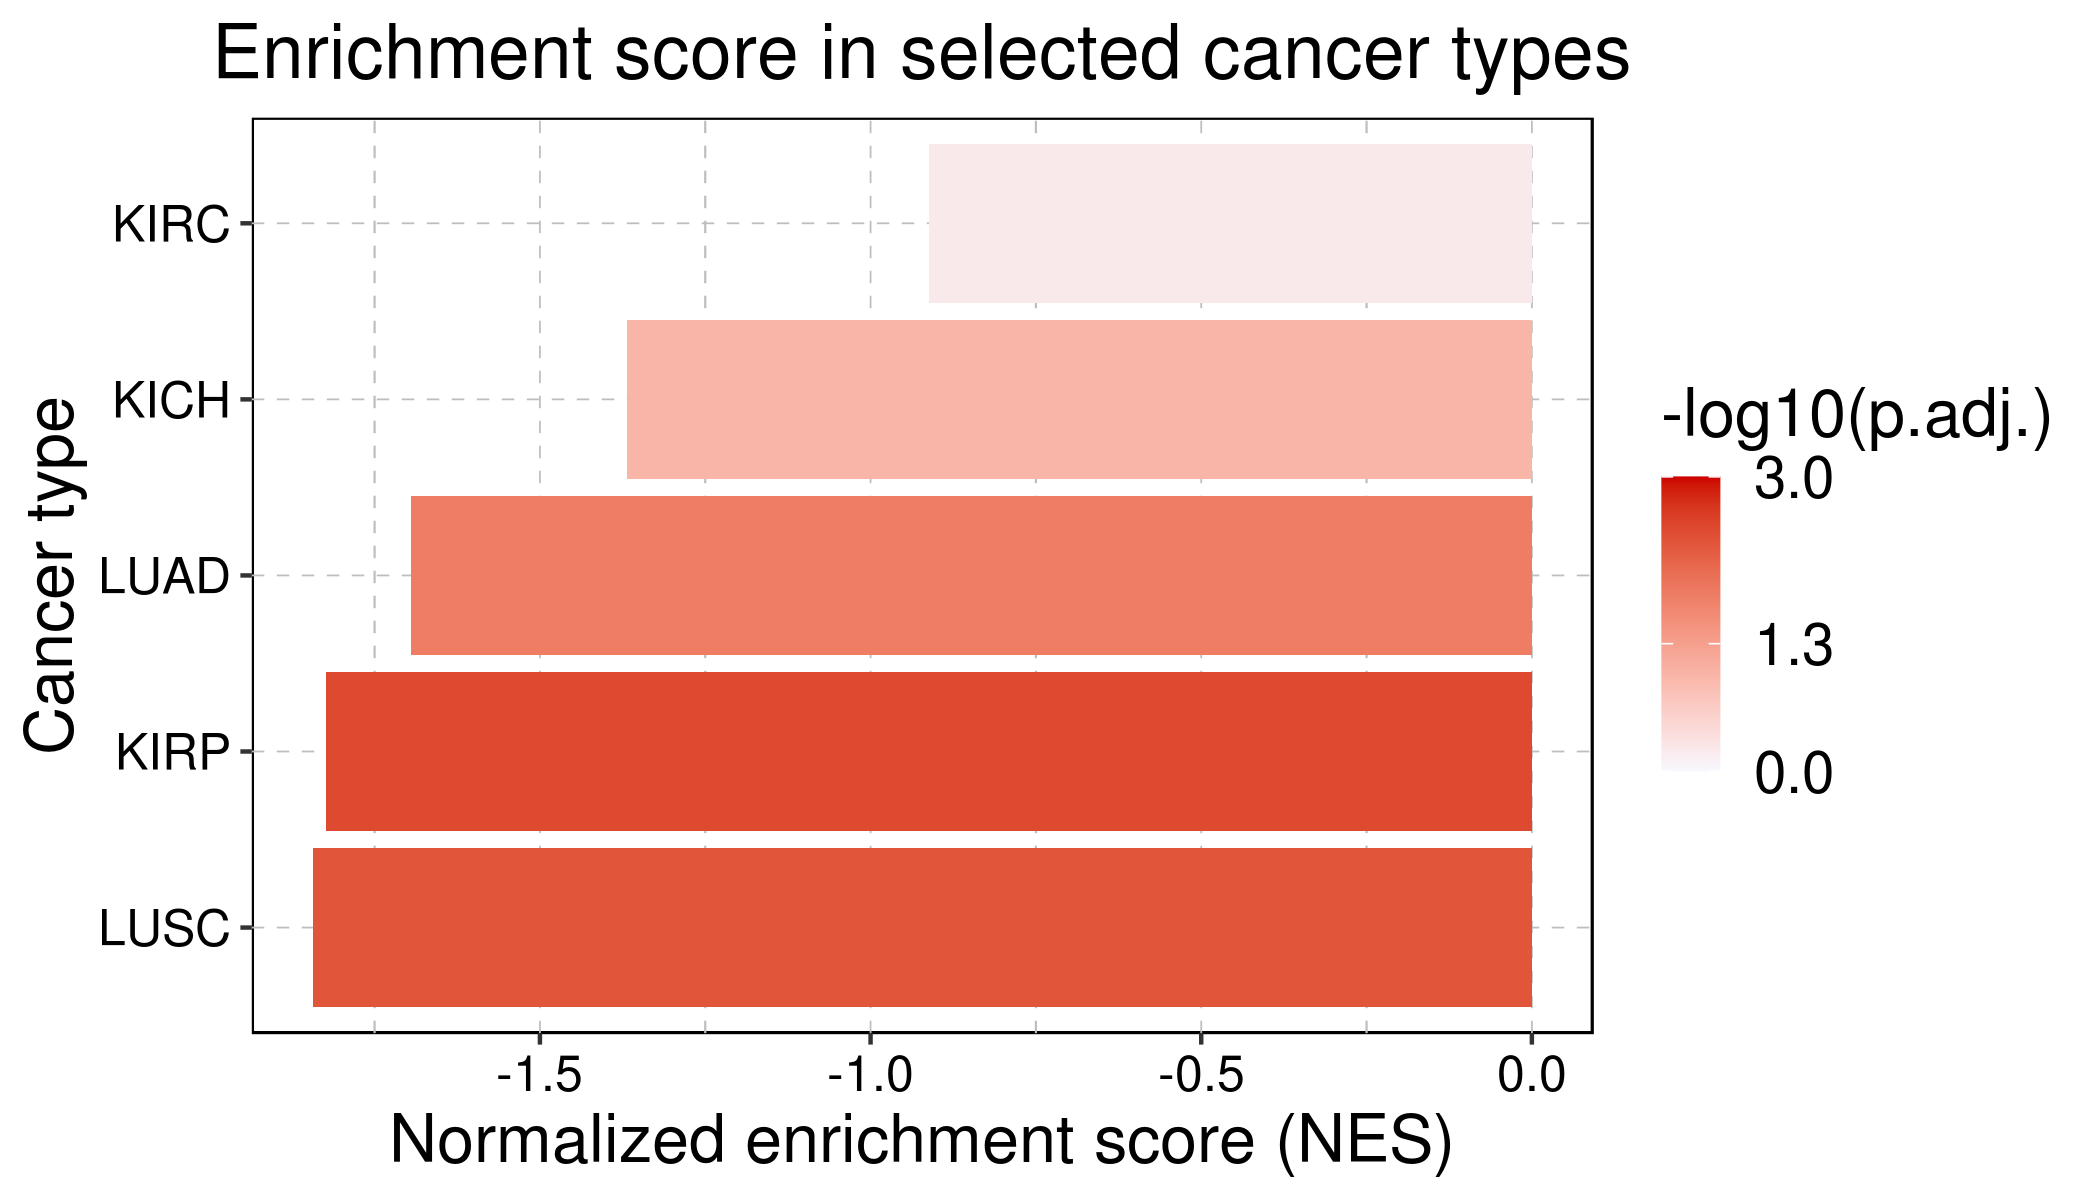 Enrichment score in selected cancer types
Cancer type
KIRC
KICH
LUAD
KIRP
LUSC
-1.5
-1.0
-0.5
0.0
Normalized enrichment score (NES)
-log10(p.adj.)
3.0
1.3
0.0